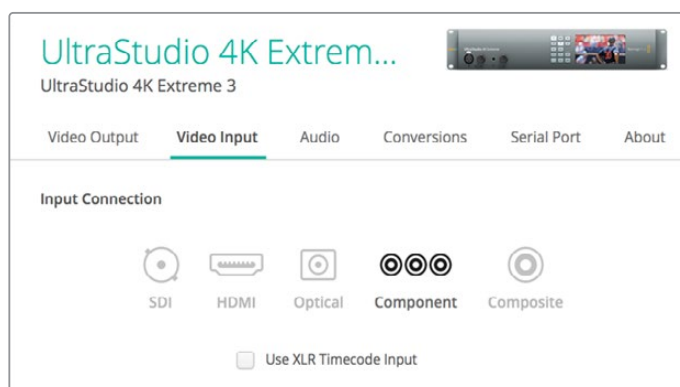 UltraStudio 4K Extrem...
UltraStudio 4K Extreme 3
Video Output Video Input Audio Conversions Serial Port About
Input Connection
SDI HDMI Optical Component Composite
Use XLR Timecode Input